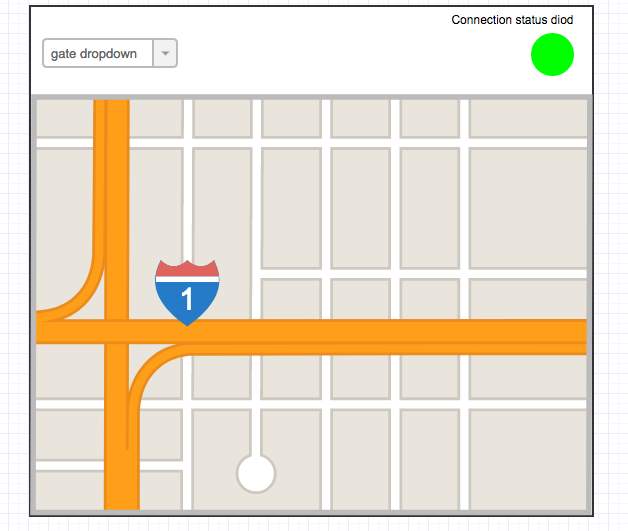 Connection status diod
gate dropdown
1